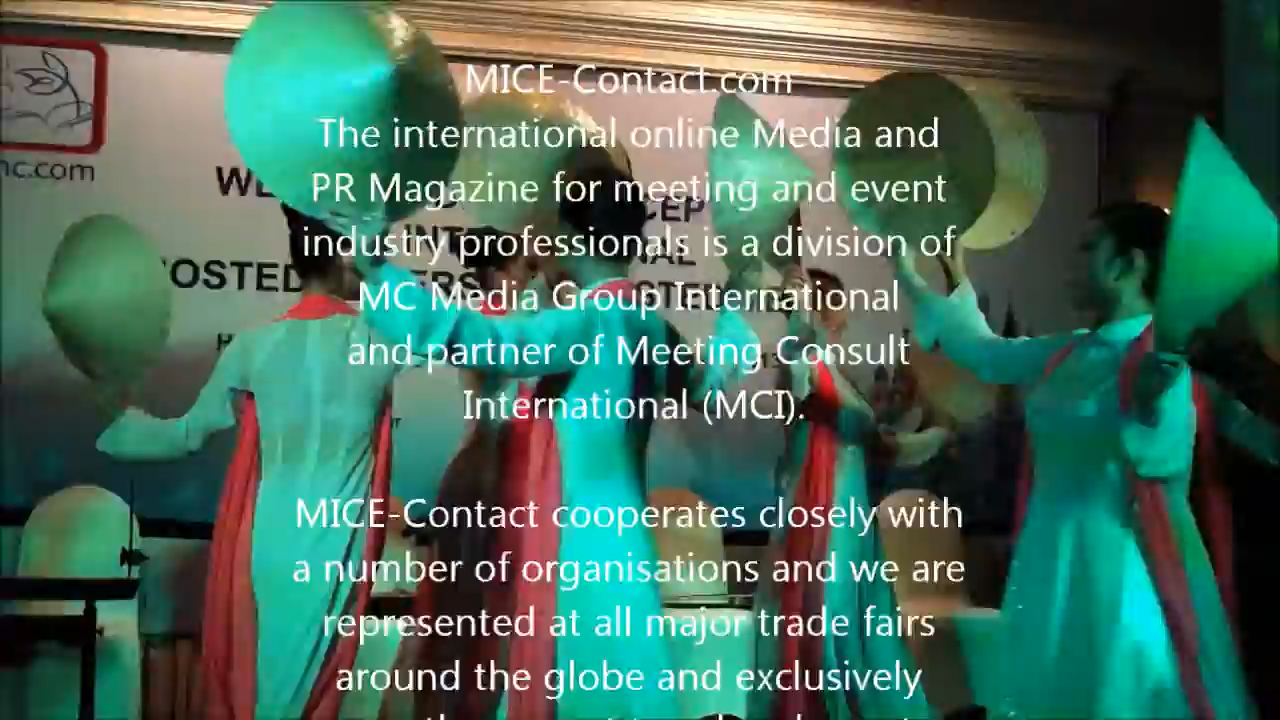 MICE-Contact.com
The international online Media and
PR Magazine for meeting and event
industry professionals is a division of
MC Media Group International
and partner of Meeting Consult
International (MCI).
MICE-Contact cooperates closely with
a number of organisations and we are
represented at all major trade fairs
around the globe and exclusively
nc.com